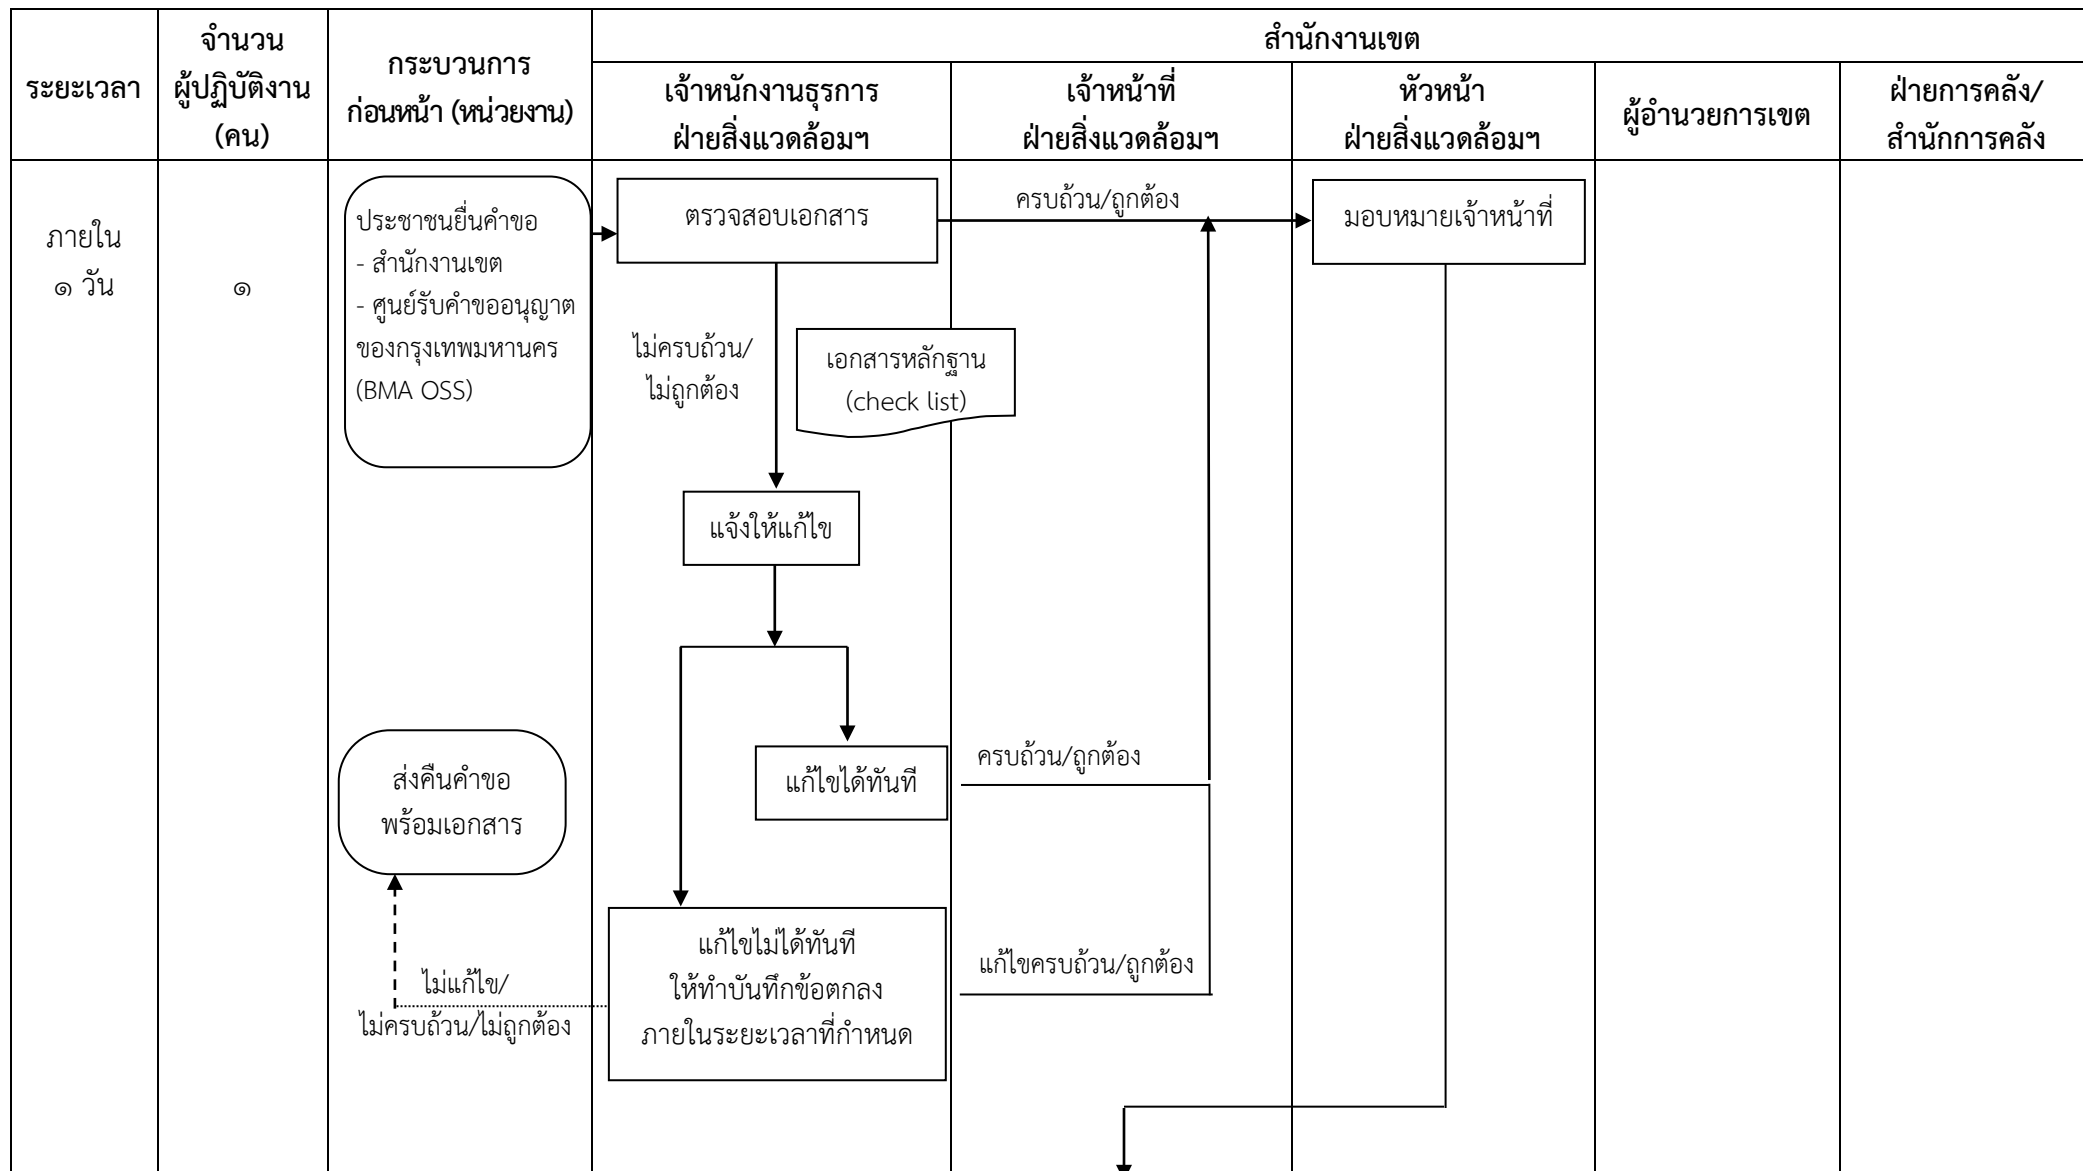 ระยะเวลา
จำนวน
ผู้ปฏิบัติงาน
(คน)
กระบวนการ
ก่อนหน้า (หน่วยงาน)
สำนักงานเขต
เจ้าหนักงานธุรการ
ฝ่ายสิ่งแวดล้อมฯ
เจ้าหน้าที่
ฝ่ายสิ่งแวดล้อมฯ
หัวหน้า
ฝ่ายสิ่งแวดล้อมฯ
ผู้อำนวยการเขต
ฝ่ายการคลัง/
สำนักการคลัง
ภายใน
๑ วัน
๑
ประชาชนยื่นคำขอ
- สำนักงานเขต
- ศูนย์รับคำขออนุญาต
ของกรุงเทพมหานคร
(BMA OSS)
ตรวจสอบเอกสาร
ครบถ้วน/ถูกต้อง
มอบหมายเจ้าหน้าที่
ไม่ครบถ้วน/
ไม่ถูกต้อง
เอกสารหลักฐาน
(check list)
แจ้งให้แก้ไข
แก้ไขได้ทันที
ครบถ้วน/ถูกต้อง
ส่งคืนคำขอ
พร้อมเอกสาร
แก้ไขไม่ได้ทันที
ให้ทำบันทึกข้อตกลง
ภายในระยะเวลาที่กำหนด
แก้ไขครบถ้วน/ถูกต้อง
ไม่แก้ไข/
ไม่ครบถ้วน/ไม่ถูกต้อง